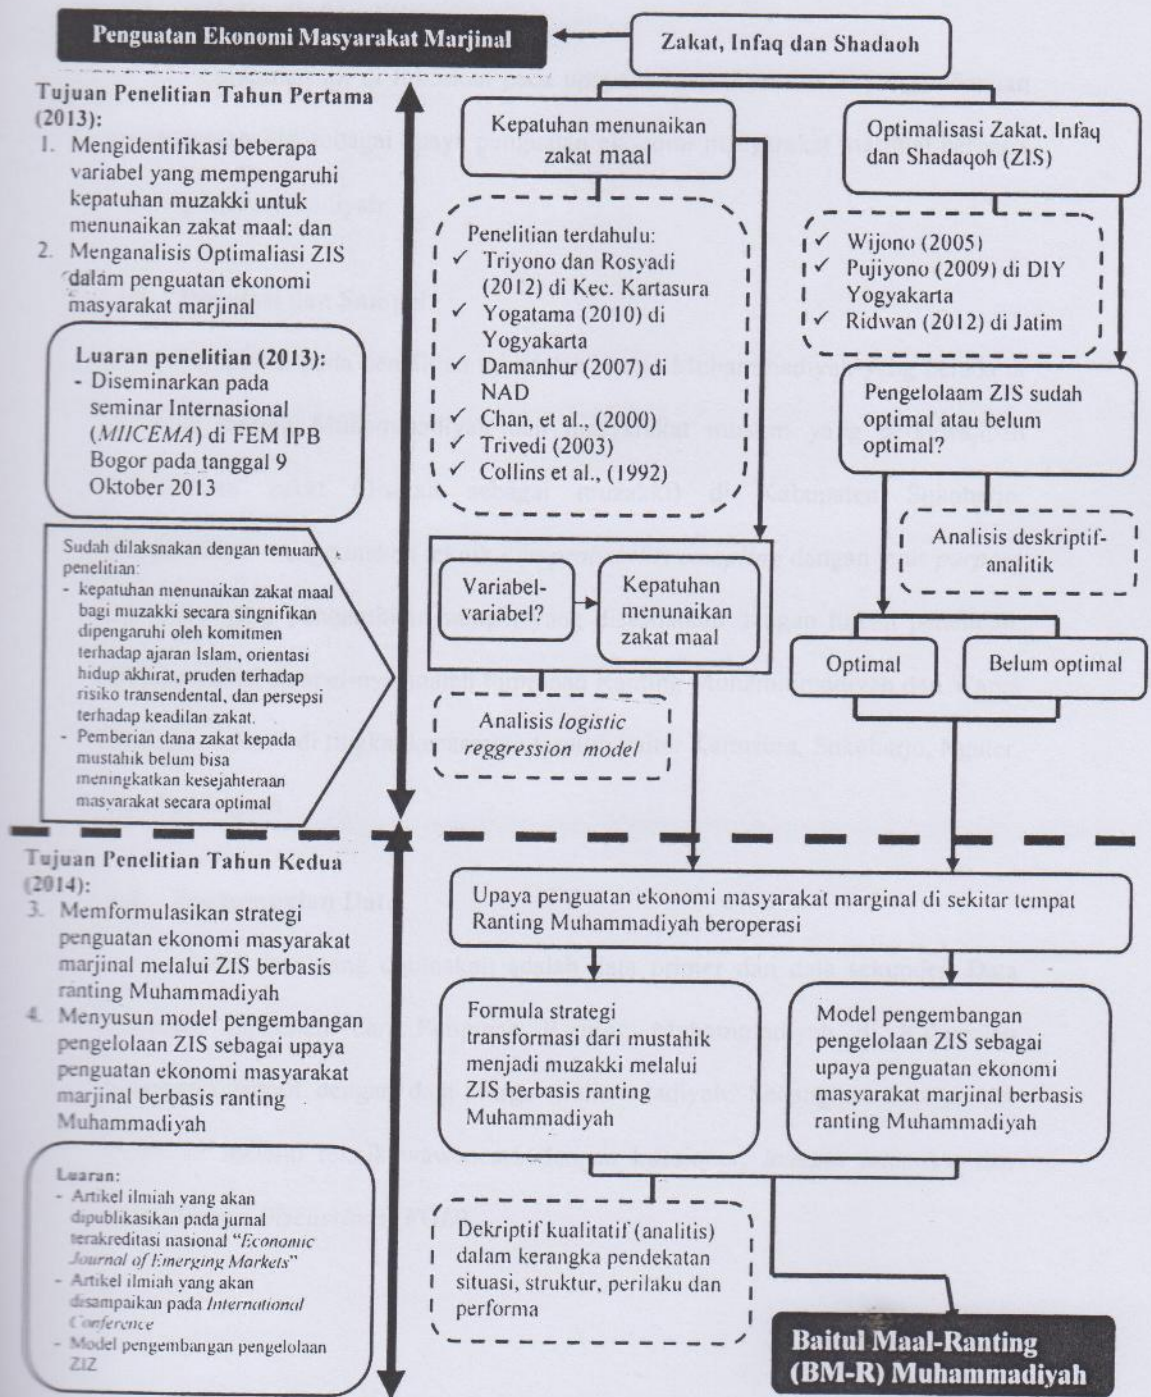 Penguatan Ekonomi Masyarakat Marjinal
Zakat, Infaq dan Shadaoh
Tujuan Penelitian Tahun Pertama
(2013):
1. Mengidentifikasi beberapa
variabel yang mempengaruhi
kepatuhan muzakki untuk
menunaikan zakat maal: dan
2. Menganalisis Optimaliasi ZIS
dalam penguatan ekonomi
masyarakat marjinal
Luaran penelitian (2013):
- Diseminarkan pada
seminar Internasional
(MIICEMA) di FEM IPB
Bogor pada tanggal 9
Oktober 2013
Sudah dilaksnakan dengan temuan
penelitian:
- kepatuhan menunaikan zakat maal
bagi muzakki secara singnifikan
dipengaruhi oleh komitmen
terhadap ajaran Islam, orientasi
hidup akhirat, pruden terhadap
risiko transendental, dan persepsi
terhadap keadilan zakat.
- Pemberian dana zakat kepada
mustahik belum bisa
meningkatkan kesejahteraan
masyarakat secara optimal
Kepatuhan menunaikan
zakat maal
Penelitian terdahulu:
✓ Triyono dan Rosyadi
(2012) di Kec. Kartasura
✓ Yogatama (2010) di
Yogyakarta
✓ Damanhur (2007) di
NAD
✓ Chan, et al., (2000)
✓ Trivedi (2003)
✓ Collins et al., (1992)
Variabel-
variabel?
Kepatuhan
menunaikan
zakat maal
Analisis logistic
reggression model
Optimalisasi Zakat. Infaq
dan Shadaqoh (ZIS)
✓ Wijono (2005)
✓ Pujiyono (2009) di DIY
Yogyakarta
✓ Ridwan (2012) di Jatim
Pengelolaam ZIS sudah
optimal atau belum
optimal?
Analisis deskriptif-
analitik
Optimal
Belum optimal
Tujuan Penelitian Tahun Kedua
(2014):
3. Memformulasikan strategi
penguatan ekonomi masyarakat
marjinal melalui ZIS berbasis
ranting Muhammadiyah
4. Menyusun model pengembangan
pengelolaan ZIS sebagai upaya
penguatan ekonomi masyarakat
marjinal berbasis ranting
Muhammadiyah
Luaran:
- Artikel ilmiah yang akan
dipublikasikan pada jurnal
terakreditasi nasional "Economic
Journal of Emerging Markets"
- Artikel ilmiah yang akan
disampaikan pada International
Conference
- Model pengembangan pengelolaan
ZIZ
Upaya penguatan ekonomi masyarakat marginal di sekitar tempat
Ranting Muhammadiyah beroperasi
Formula strategi
transformasi dari mustahik
menjadi muzakki melalui
ZIS berbasis ranting
Muhammadiyah
Model pengembangan
pengelolaan ZIS sebagai
upaya penguatan ekonomi
masyarakat marjinal berbasis
ranting Muhammadiyah
Dekriptif kualitatif (analitis)
dalam kerangka pendekatan
situasi, struktur, perilaku dan
performa
Baitul Maal-Ranting
(BM-R) Muhammadiyah